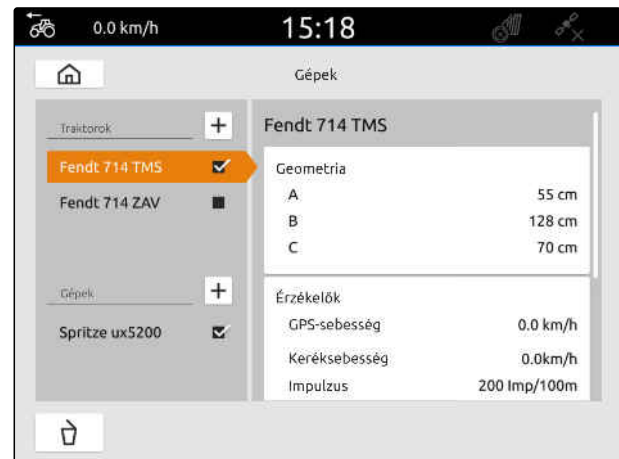 0.0 km/h
15:18
Gépek
Traktorok
Fendt 714 TMS
Fendt 714 ZAV
Gépek
Spritze ux5200
Fendt 714 TMS
Geometria
A 55 cm
B 128 cm
C 70 cm
Érzékelők
GPS-sebesség 0.0 km/h
Keréksebesség 0.0km/h
Impulzus 200 Imp/100m